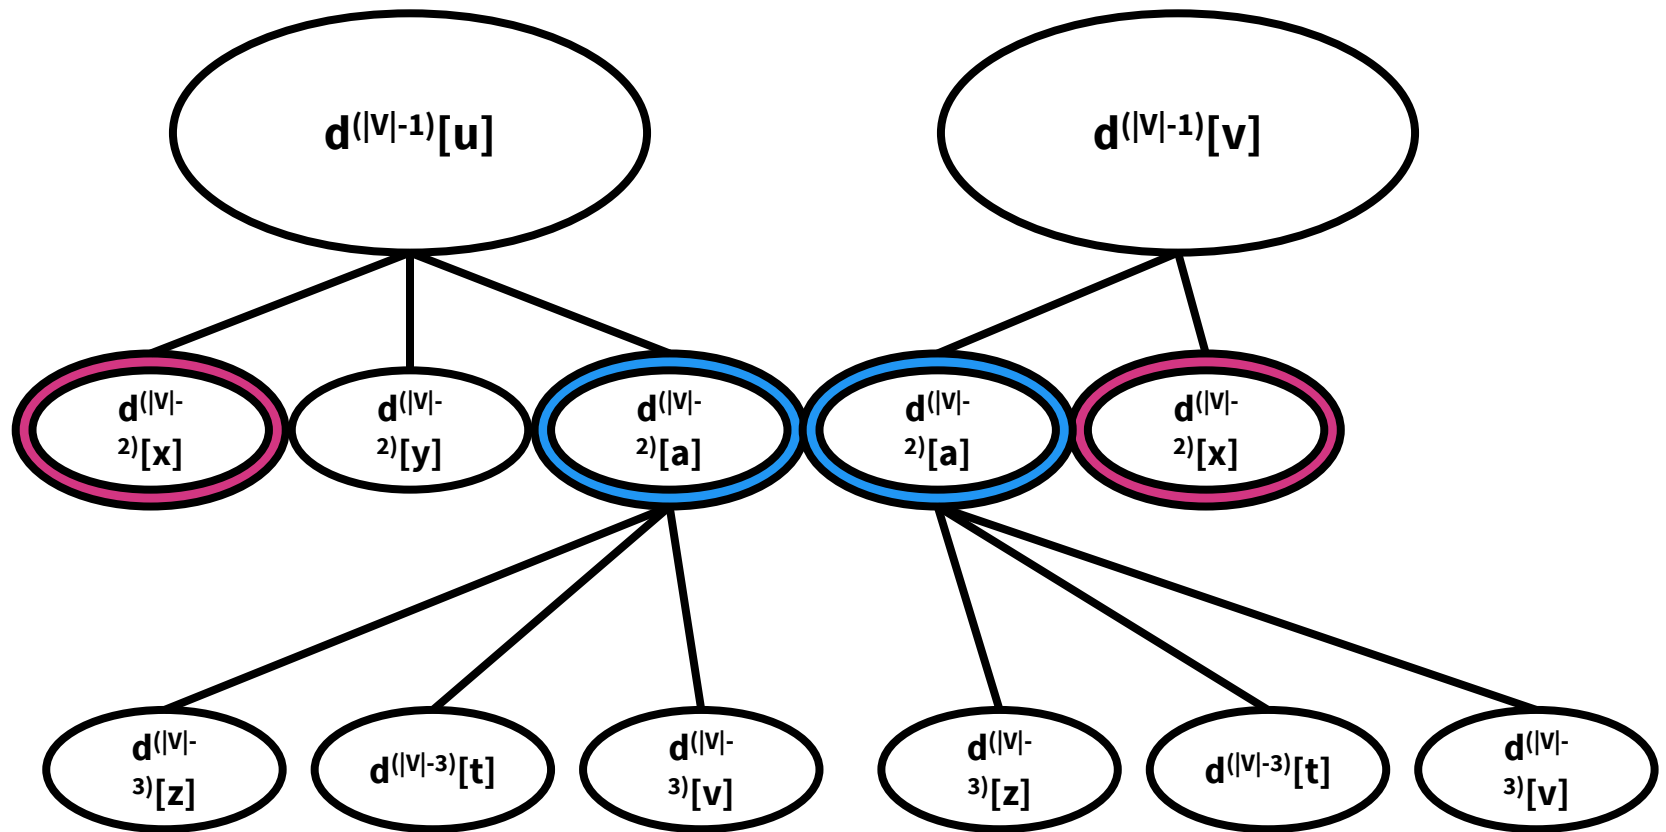 d^(|V|-1)[u]
d^(|V|-1)[v]
d^(|V|-
2)[x]
d^(|V|-
2)[y]
d^(|V|-
2)[a]
d^(|V|-
2)[a]
d^(|V|-
2)[x]
d^(|V|-
3)[z]
d^(|V|-3)[t]
d^(|V|-
3)[v]
d^(|V|-
3)[z]
d^(|V|-3)[t]
d^(|V|-
3)[v]